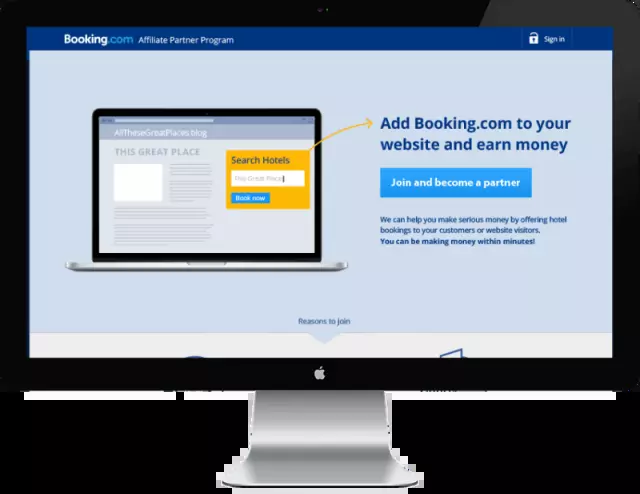 Booking.com Affiliate Partner Program
Sign in
AllTheseGreatPlaces.blog
THIS GREAT PLACE
Search Hotels
This Great Place
Book now
Add Booking.com to your
website and earn money
Join and become a partner
We can help you make serious money by offering hotel
bookings to your customers or website visitors.
You can be making money within minutes!
Reasons to join